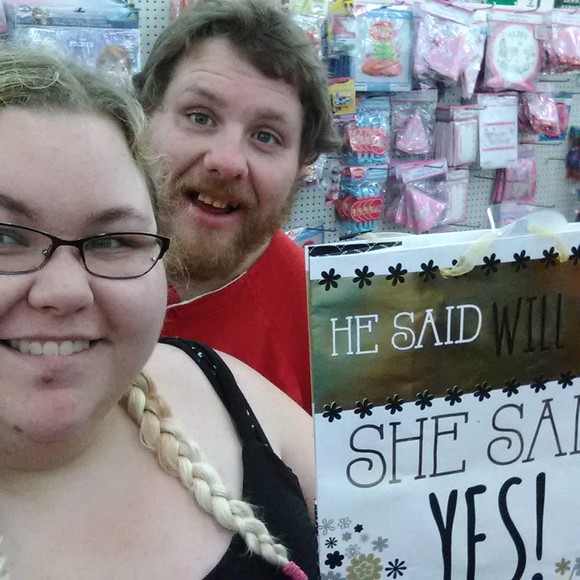 HE SAID WILL
SHE SAI
YES!